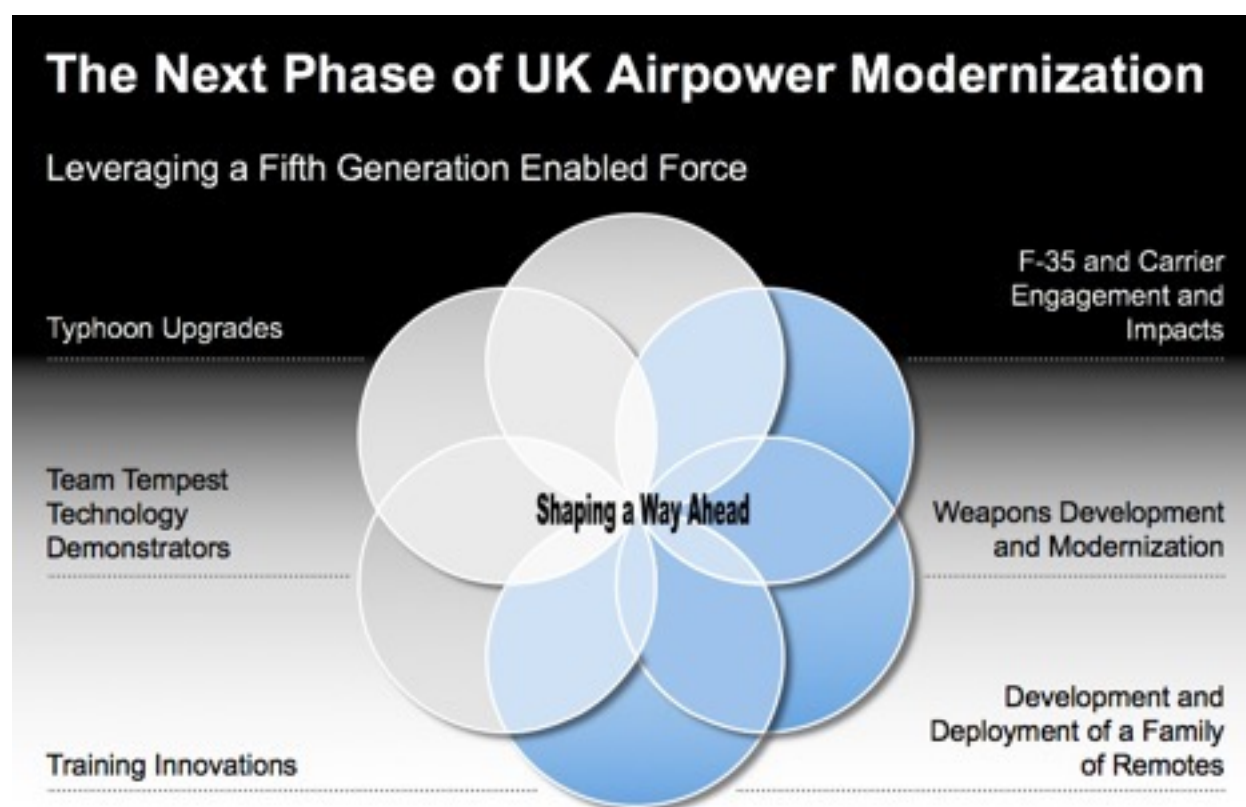 The Next Phase of UK Airpower Modernization
Leveraging a Fifth Generation Enabled Force
Typhoon Upgrades
Team Tempest
Technology
Demonstrators
Training Innovations
Shaping a Way Ahead
F-35 and Carrier
Engagement and
Impacts
Weapons Development
and Modernization
Development and
Deployment of a Family
of Remotes